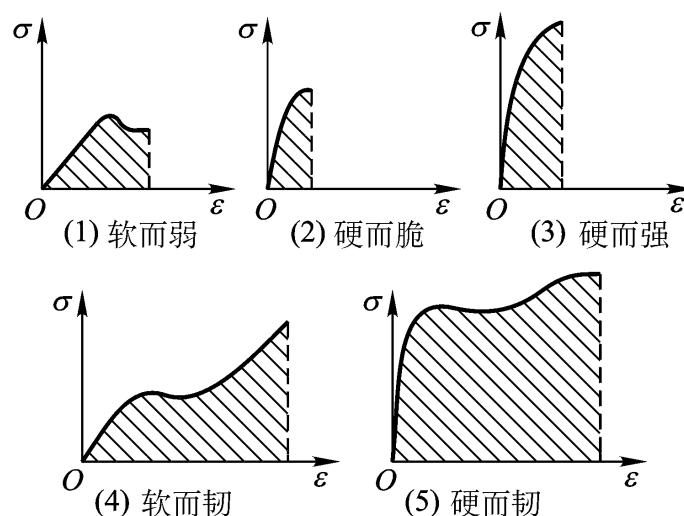 σ
σ
σ
O
ε
O
ε
O
ε
(1) 软而弱
(2) 硬而脆
(3) 硬而强
σ
σ
O
ε
O
ε
(4) 软而韧
(5) 硬而韧